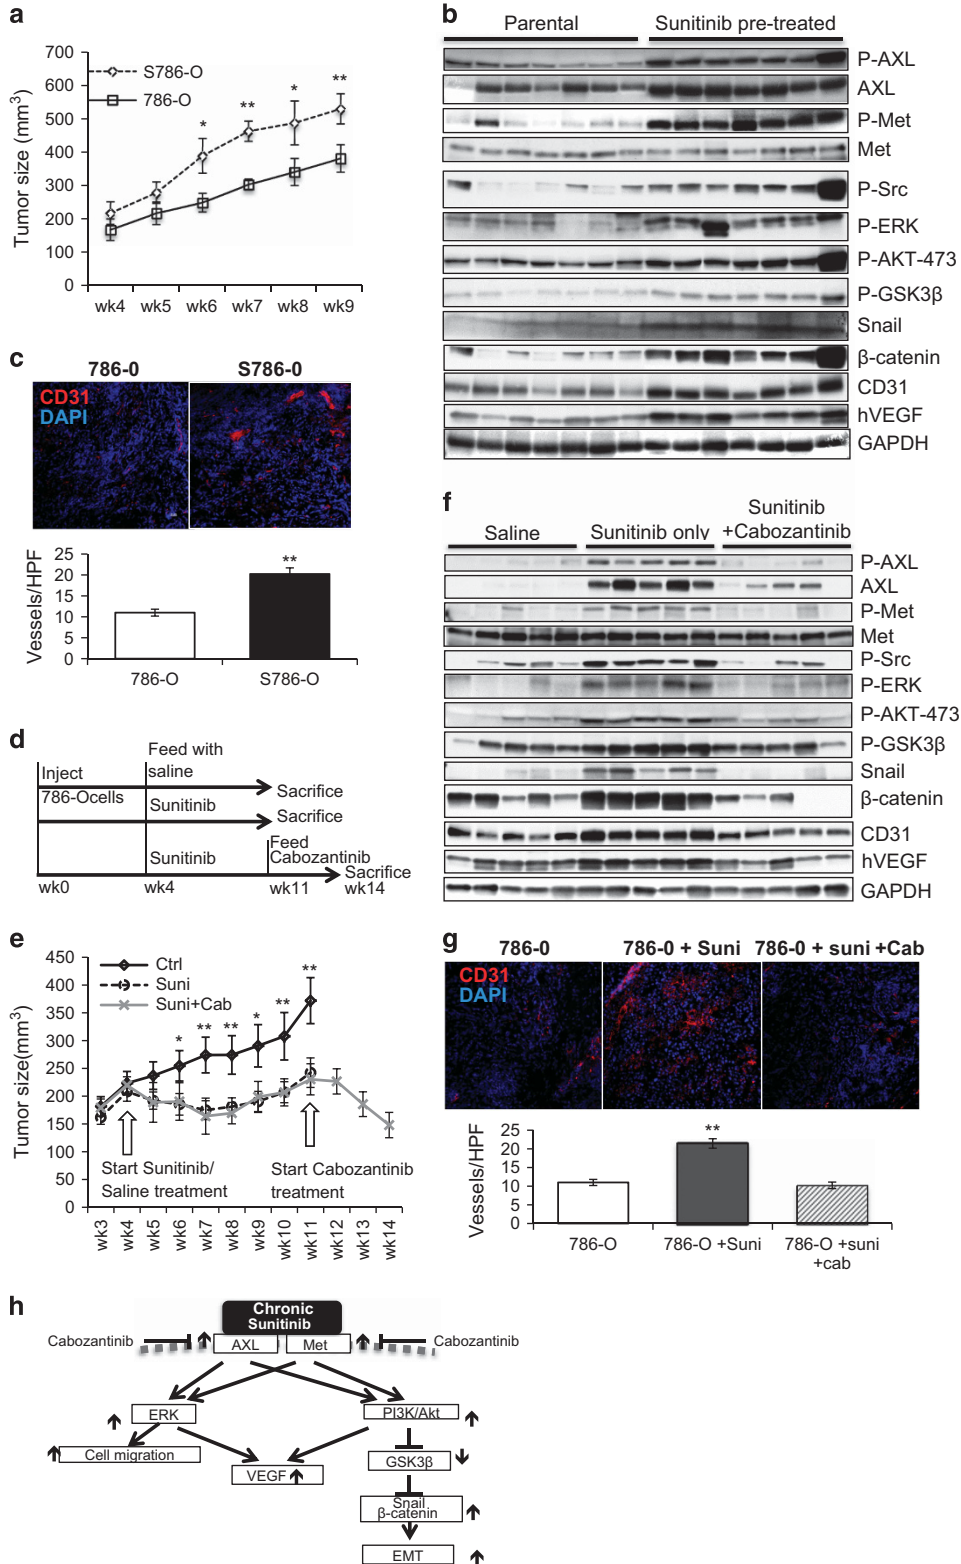 a
700
600
500
400
300
200
100
0
Tumor size (mm³)
S786-O
786-O
*
**
*
**
wk4 wk5 wk6 wk7 wk8 wk9
b
Parental Sunitinib pre-treated
P-AXL
AXL
P-Met
Met
P-Src
P-ERK
P-AKT-473
P-GSK3β
Snail
β-catenin
CD31
hVEGF
GAPDH
c
786-0 S786-0
CD31
DAPI
25
20
15
10
5
0
Vessels/HPF
**
786-O S786-O
d
Inject
786-Ocells
Feed with
saline
Sacrifice
Sunitinib
Sacrifice
Sunitinib
Feed
Cabozantinib
Sacrifice
wk0 wk4 wk11 wk14
e
450
400
350
300
250
200
150
100
50
0
Tumor size(mm³)
Ctrl
Suni
Suni+Cab
*
**
**
*
**
**
Start Sunitinib/
Saline treatment
Start Cabozantinib
treatment
wk3 wk4 wk5 wk6 wk7 wk8 wk9 wk10 wk11 wk12 wk13 wk14
f
Saline Sunitinib only Sunitinib
+Cabozantinib
P-AXL
AXL
P-Met
Met
P-Src
P-ERK
P-AKT-473
P-GSK3β
Snail
β-catenin
CD31
hVEGF
GAPDH
g
786-0 786-0 + Suni 786-0 + suni +Cab
CD31
DAPI
25
20
15
10
5
0
Vessels/HPF
**
786-O 786-O +Suni 786-O +suni
+cab
h
Chronic
Sunitinib
Cabozantinib AXL Met Cabozantinib
ERK PI3K/Akt
Cell migration
VEGF
GSK3β
Snail
β-catenin
EMT